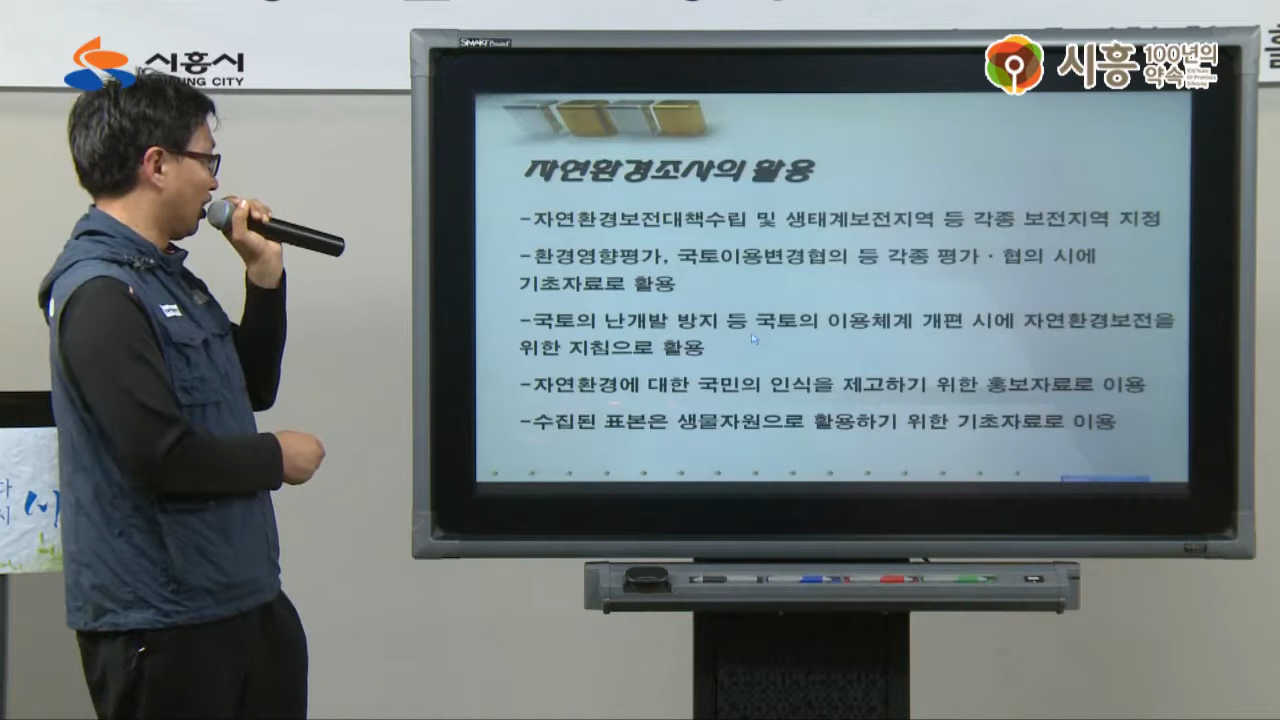 시흥시
SIHEUNG CITY
SMART Board
시흥 100년의 약속
자연환경조사의 활용
-자연환경보전대책수립 및 생태계보전지역 등 각종 보전지역 지정
-환경영향평가, 국토이용변경협의 등 각종 평가·협의 시에
기초자료로 활용
-국토의 난개발 방지 등 국토의 이용체계 개편 시에 자연환경보전을
위한 지침으로 활용
-자연환경에 대한 국민의 인식을 제고하기 위한 홍보자료로 이용
-수집된 표본은 생물자원으로 활용하기 위한 기초자료로 이용